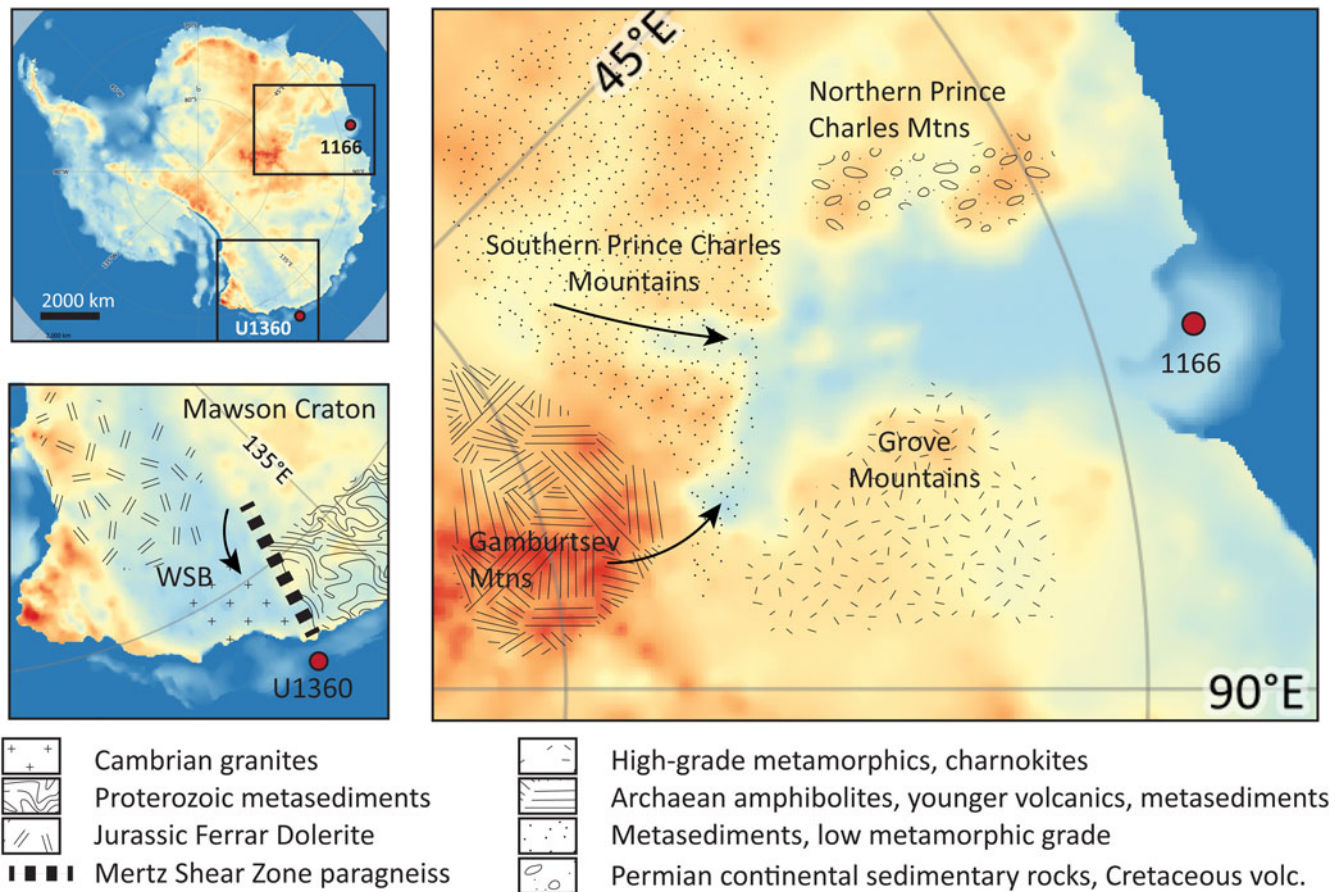 45°E
1166
2000 km
U1360
Mawson Craton
135°E
WSB
U1360
45°E
Northern Prince
Charles Mtns
Southern Prince Charles
Mountains
1166
Grove
Mountains
Gamburtsev
Mtns
90°E
Cambrian granites
Proterozoic metasediments
Jurassic Ferrar Dolerite
Mertz Shear Zone paragneiss
High-grade metamorphics, charnokites
Archaean amphibolites, younger volcanics, metasediments
Metasediments, low metamorphic grade
Permian continental sedimentary rocks, Cretaceous volc.